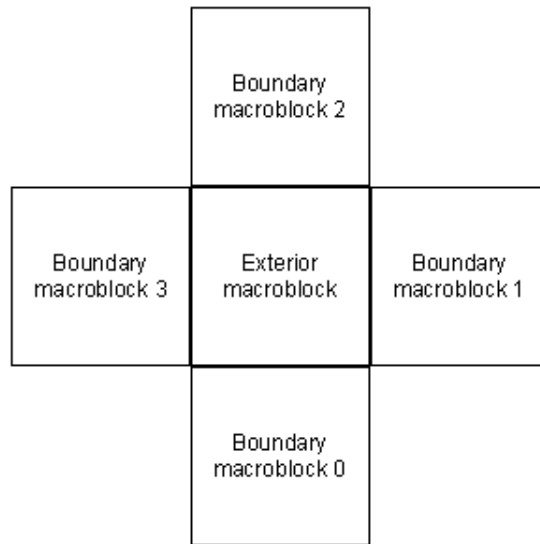 Boundary
macroblock 2
Boundary
macroblock 3
Exterior
macroblock
Boundary
macroblock 1
Boundary
macroblock 0